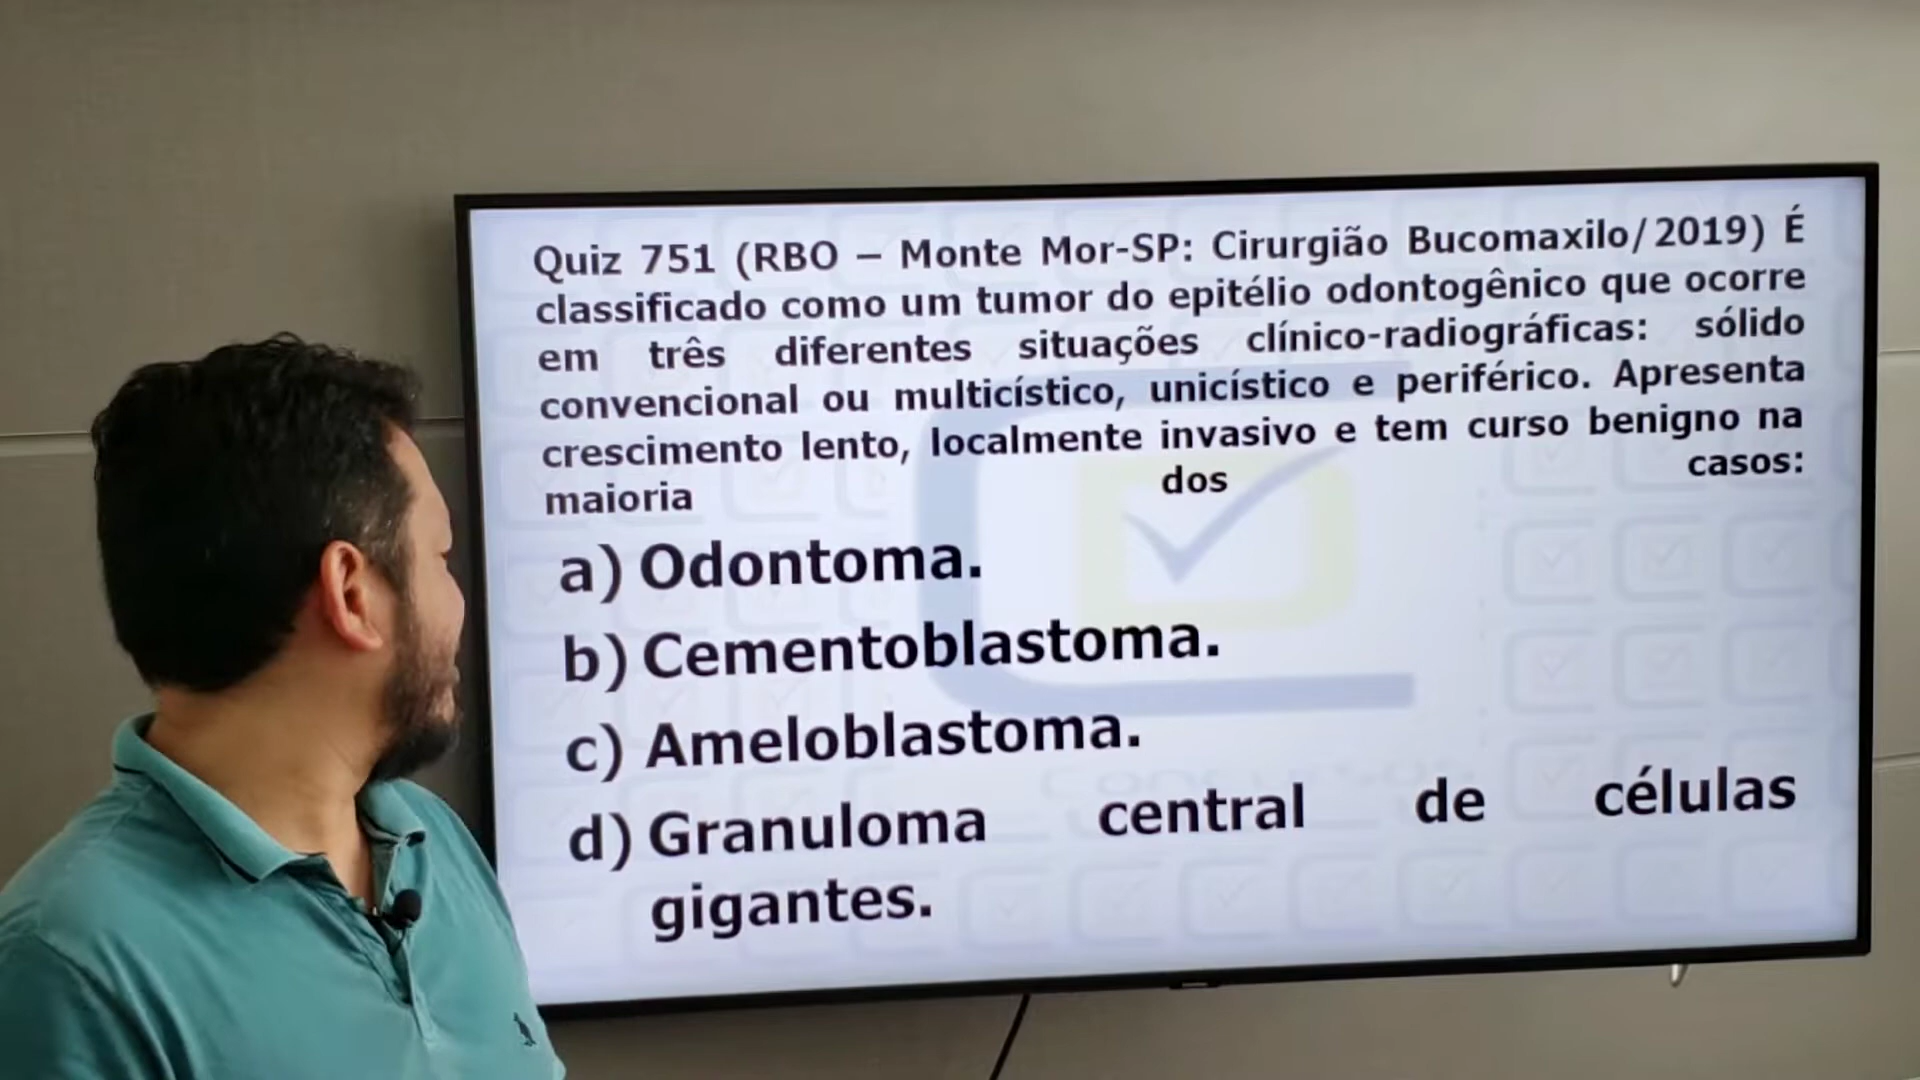 Quiz 751 (RBO – Monte Mor-SP: Cirurgião Bucomaxilo/2019) É
classificado como um tumor do epitélio odontogênico que ocorre
em três diferentes situações clínico-radiográficas: sólido
convencional ou multicístico, unicístico e periférico. Apresenta
crescimento lento, localmente invasivo e tem curso benigno na
maioria dos casos:
a) Odontoma.
b) Cementoblastoma.
c) Ameloblastoma.
d) Granuloma central de células
gigantes.